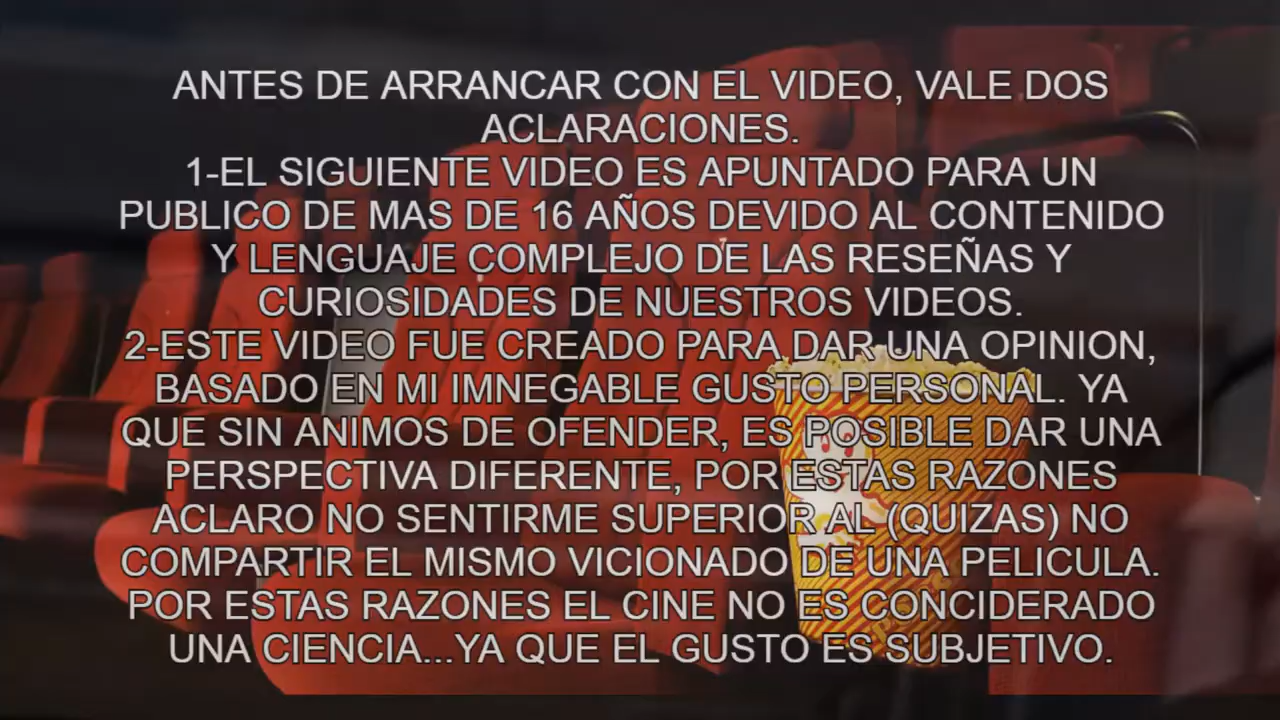 ANTES DE ARRANCAR CON EL VIDEO, VALE DOS
ACLARACIONES.
1-EL SIGUIENTE VIDEO ES APUNTADO PARA UN
PUBLICO DE MAS DE 16 AÑOS DEVIDO AL CONTENIDO
Y LENGUAJE COMPLEJO DE LAS RESEÑAS Y
CURIOSIDADES DE NUESTROS VIDEOS.
2-ESTE VIDEO FUE CREADO PARA DAR UNA OPINION,
BASADO EN MI IMNEGABLE GUSTO PERSONAL. YA
QUE SIN ANIMOS DE OFENDER, ES POSIBLE DAR UNA
PERSPECTIVA DIFERENTE, POR ESTAS RAZONES
ACLARO NO SENTIRME SUPERIOR AL (QUIZAS) NO
COMPARTIR EL MISMO VICIONADO DE UNA PELICULA.
POR ESTAS RAZONES EL CINE NO ES CONCIDERADO
UNA CIENCIA...YA QUE EL GUSTO ES SUBJETIVO.